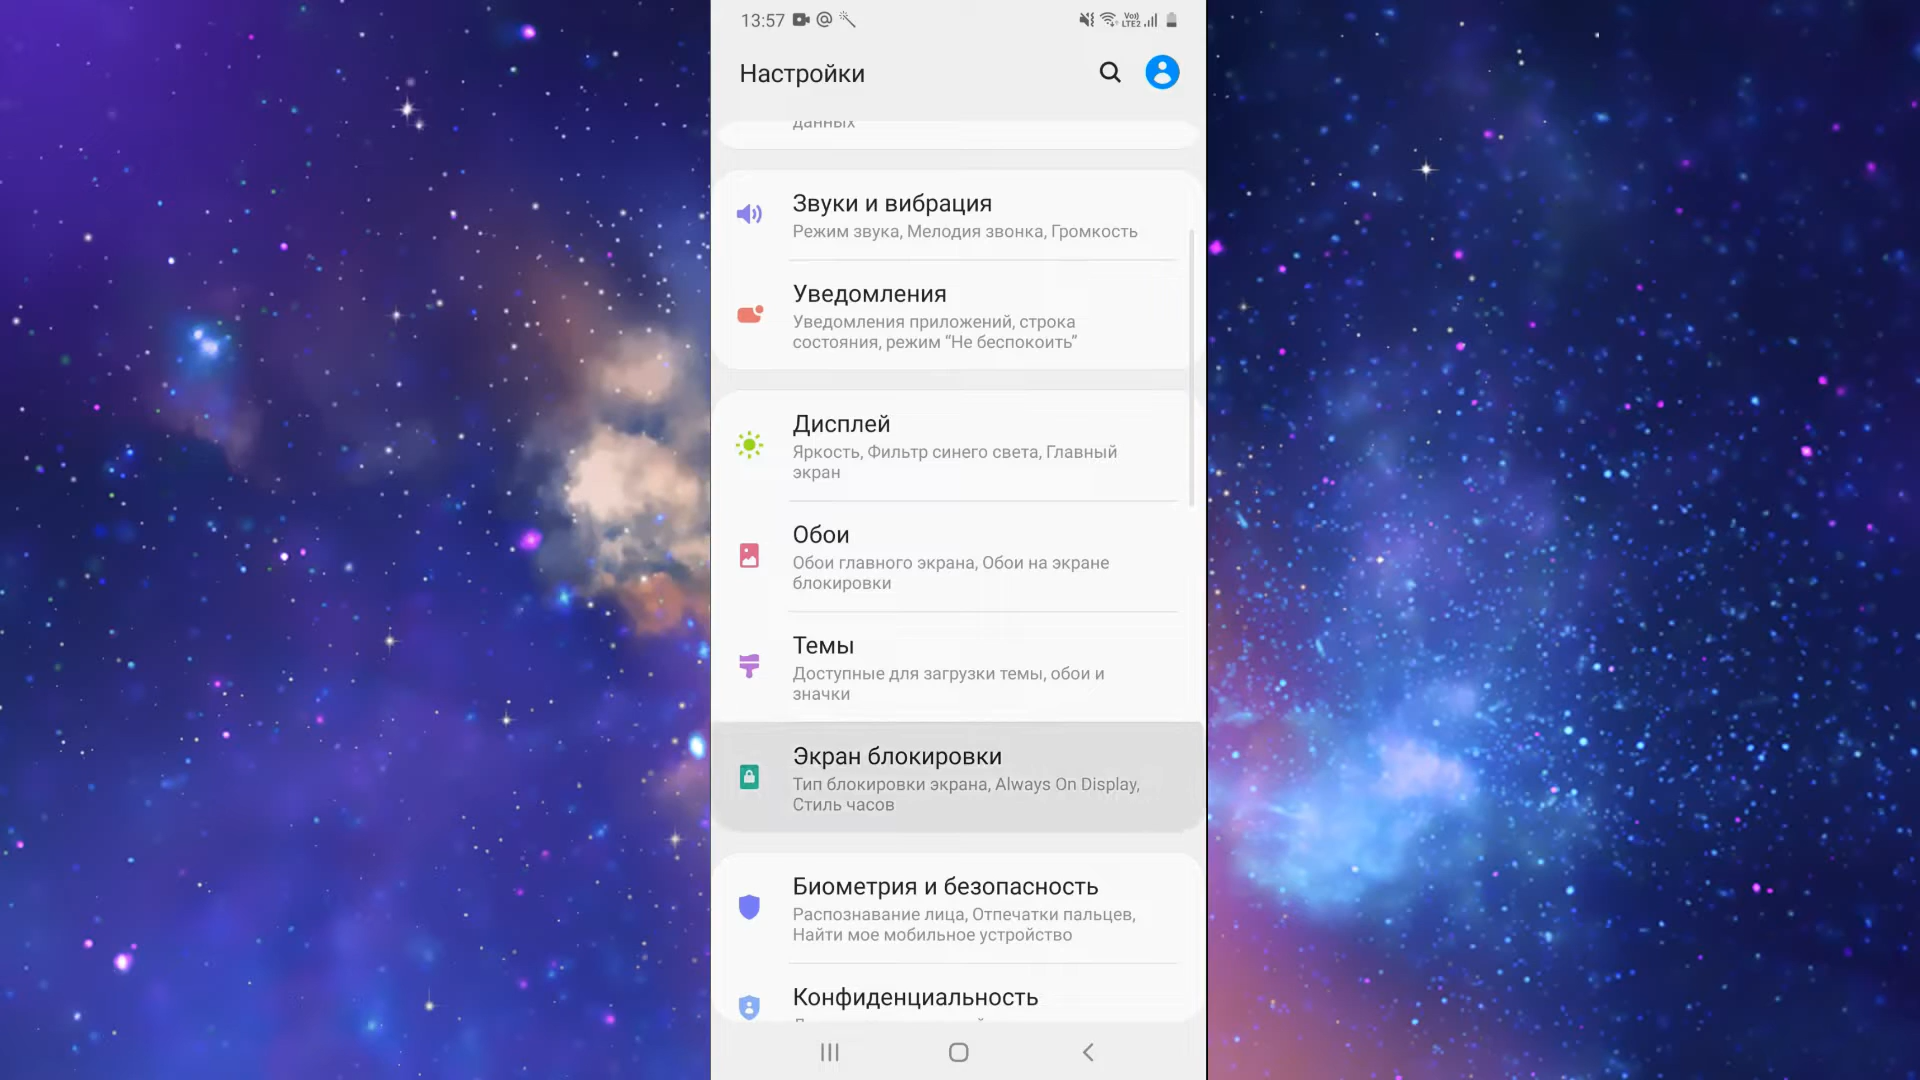 13:57
Vo))
LTE2
Настройки
данных
Звуки и вибрация
Режим звука, Мелодия звонка, Громкость
Уведомления
Уведомления приложений, строка
состояния, режим “Не беспокоить”
Дисплей
Яркость, Фильтр синего света, Главный
экран
Обои
Обои главного экрана, Обои на экране
блокировки
Темы
Доступные для загрузки темы, обои и
значки
Экран блокировки
Тип блокировки экрана, Always On Display,
Стиль часов
Биометрия и безопасность
Распознавание лица, Отпечатки пальцев,
Найти мое мобильное устройство
Конфиденциальность